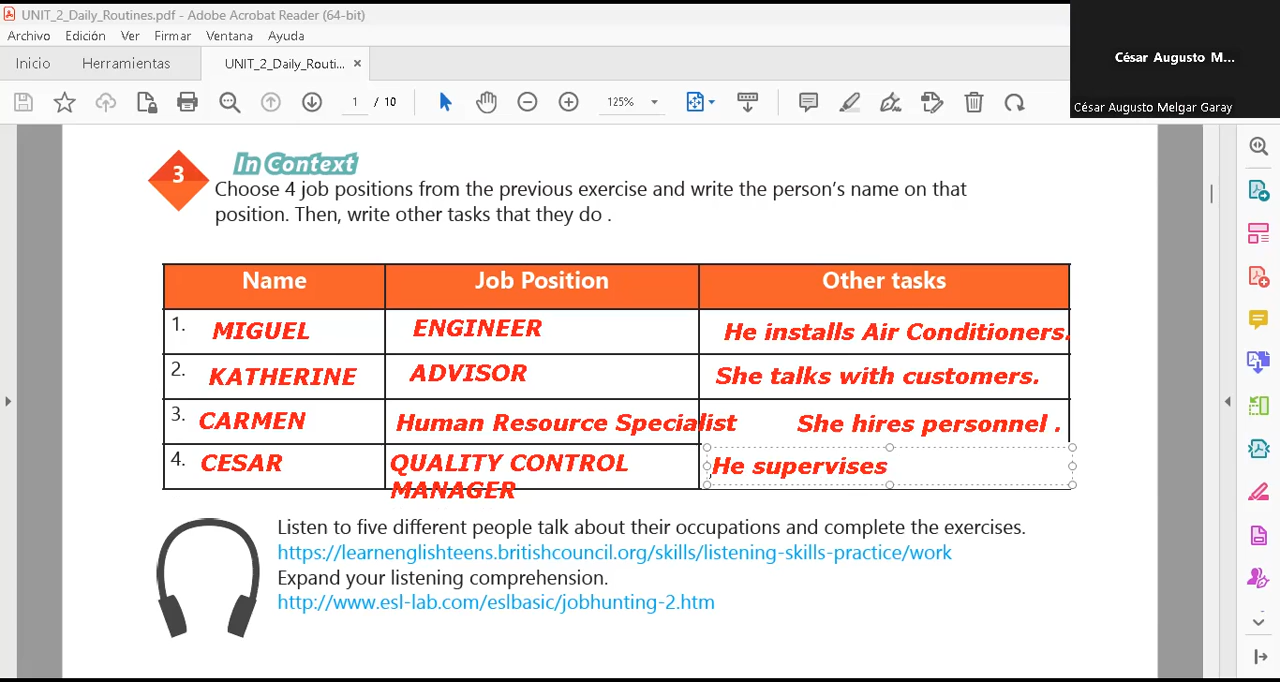 UNIT_2_Daily_Routines.pdf - Adobe Acrobat Reader (64-bit)
Archivo Edición Ver Firmar Ventana Ayuda
Inicio Herramientas UNIT_2_Daily_Routi... ×
1 / 10 125%
César Augusto M...
César Augusto Melgar Garay
3
In Context
Choose 4 job positions from the previous exercise and write the person's name on that
position. Then, write other tasks that they do .
Name Job Position Other tasks
1. MIGUEL ENGINEER He installs Air Conditioners.
2. KATHERINE ADVISOR She talks with customers.
3. CARMEN Human Resource Specialist She hires personnel .
4. CESAR QUALITY CONTROL He supervises
MANAGER
Listen to five different people talk about their occupations and complete the exercises.
https://learnenglishteens.britishcouncil.org/skills/listening-skills-practice/work
Expand your listening comprehension.
http://www.esl-lab.com/eslbasic/jobhunting-2.htm